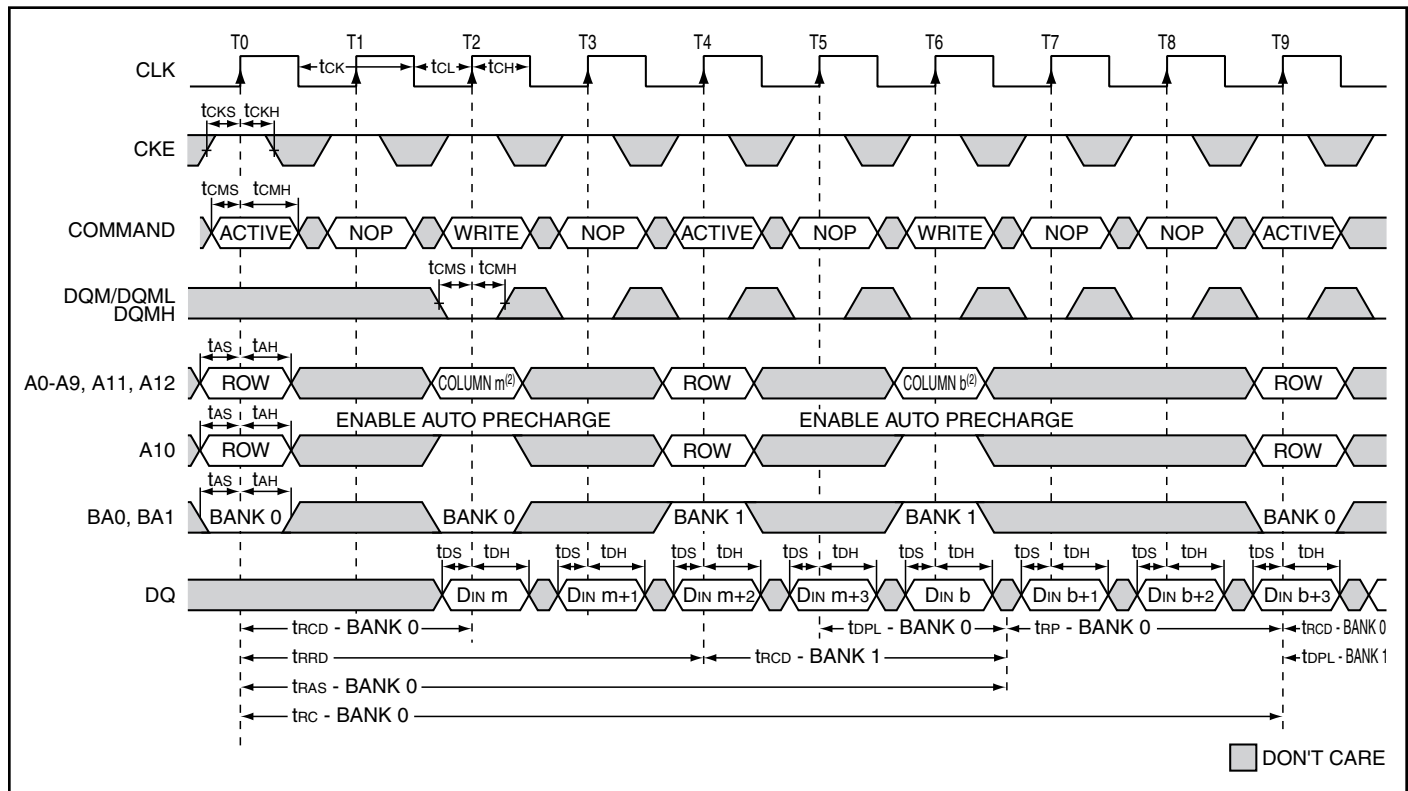 T0 T1 T2 T3 T4 T5 T6 T7 T8 T9
CLK tCK tCL tCH
tCKS tCKH
CKE
tCMS tCMH
COMMAND ACTIVE NOP WRITE NOP ACTIVE NOP WRITE NOP NOP ACTIVE
tCMS tCMH
DQM/DQML
DQMH
tAS tAH
A0-A9, A11, A12 ROW COLUMN m(2) ROW COLUMN b(2) ROW
tAS tAH ENABLE AUTO PRECHARGE ENABLE AUTO PRECHARGE
A10 ROW ROW ROW
tAS tAH
BA0, BA1 BANK 0 BANK 0 BANK 1 BANK 1 BANK 0
tDS tDH tDS tDH tDS tDH tDS tDH tDS tDH tDS tDH tDS tDH tDS tDH
DQ DIN m DIN m+1 DIN m+2 DIN m+3 DIN b DIN b+1 DIN b+2 DIN b+3
tRCD - BANK 0 tDPL - BANK 0 tRP - BANK 0 tRCD - BANK 0
tRRD tRCD - BANK 1 tDPL - BANK 1
tRAS - BANK 0
tRC - BANK 0
DON'T CARE